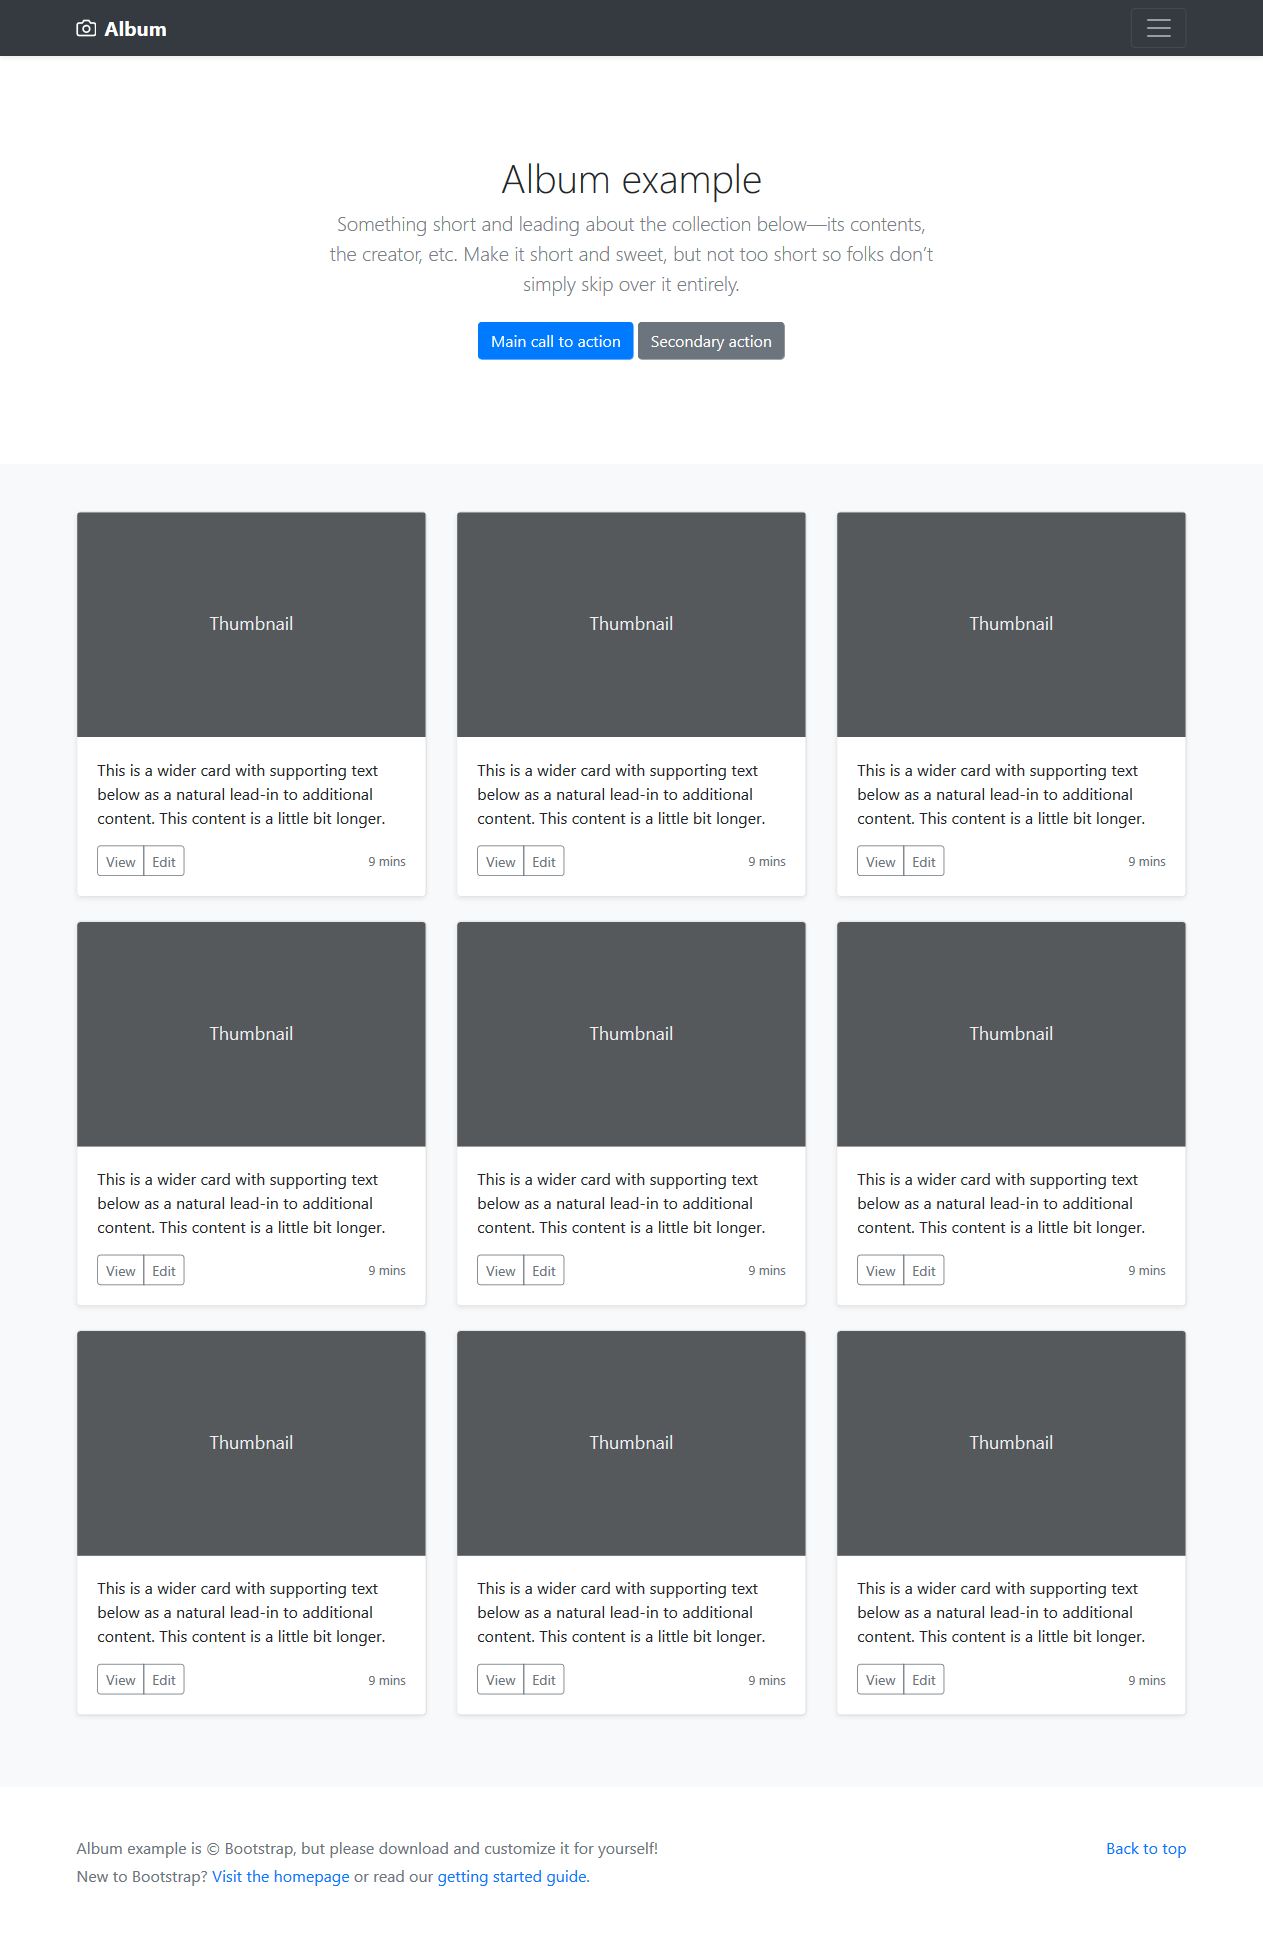 Album
Album example
Something short and leading about the collection below—its contents,
the creator, etc. Make it short and sweet, but not too short so folks don’t
simply skip over it entirely.
Main call to action Secondary action
Thumbnail
This is a wider card with supporting text
below as a natural lead-in to additional
content. This content is a little bit longer.
View Edit 9 mins
Thumbnail
This is a wider card with supporting text
below as a natural lead-in to additional
content. This content is a little bit longer.
View Edit 9 mins
Thumbnail
This is a wider card with supporting text
below as a natural lead-in to additional
content. This content is a little bit longer.
View Edit 9 mins
Thumbnail
This is a wider card with supporting text
below as a natural lead-in to additional
content. This content is a little bit longer.
View Edit 9 mins
Thumbnail
This is a wider card with supporting text
below as a natural lead-in to additional
content. This content is a little bit longer.
View Edit 9 mins
Thumbnail
This is a wider card with supporting text
below as a natural lead-in to additional
content. This content is a little bit longer.
View Edit 9 mins
Thumbnail
This is a wider card with supporting text
below as a natural lead-in to additional
content. This content is a little bit longer.
View Edit 9 mins
Thumbnail
This is a wider card with supporting text
below as a natural lead-in to additional
content. This content is a little bit longer.
View Edit 9 mins
Thumbnail
This is a wider card with supporting text
below as a natural lead-in to additional
content. This content is a little bit longer.
View Edit 9 mins
Album example is © Bootstrap, but please download and customize it for yourself! Back to top
New to Bootstrap? Visit the homepage or read our getting started guide.